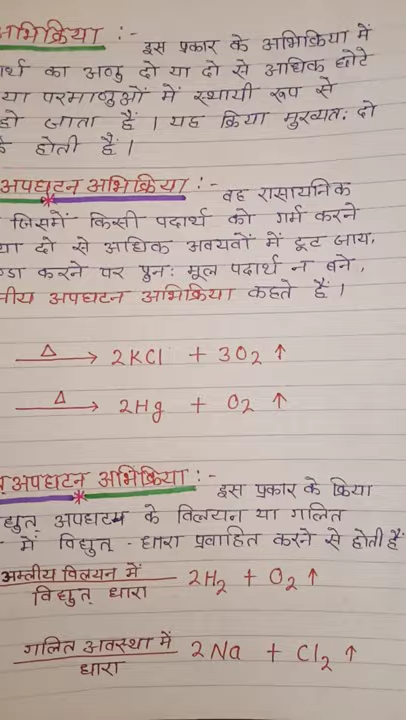 अभिक्रिया :- इस प्रकार के अभिक्रिया में
का अणु दो या दो से अधिक छोटे
या परमाणुओं में स्थायी रूप से
हो जाता है । यह क्रिया मुख्यतः दो
होती है ।
अपघटन अभिक्रिया :- वह रासायनिक
जिसमें किसी पदार्थ को गर्म करने
या दो से अधिक अवयवों में टूट जाय,
करने पर पुनः मूल पदार्थ न बने,
अपघटन अभिक्रिया कहते हैं ।
Δ → 2KCl + 3O₂ ↑
Δ → 2Hg + O₂ ↑
अपघटन अभिक्रिया :- इस प्रकार के क्रिया
अपघटय के विलयन या गलित
में विद्युत - धारा प्रवाहित करने से होती हैं
अम्लीय विलयन में
विद्युत् धारा 2H₂ + O₂ ↑
गलित अवस्था में
धारा 2Na + Cl₂ ↑